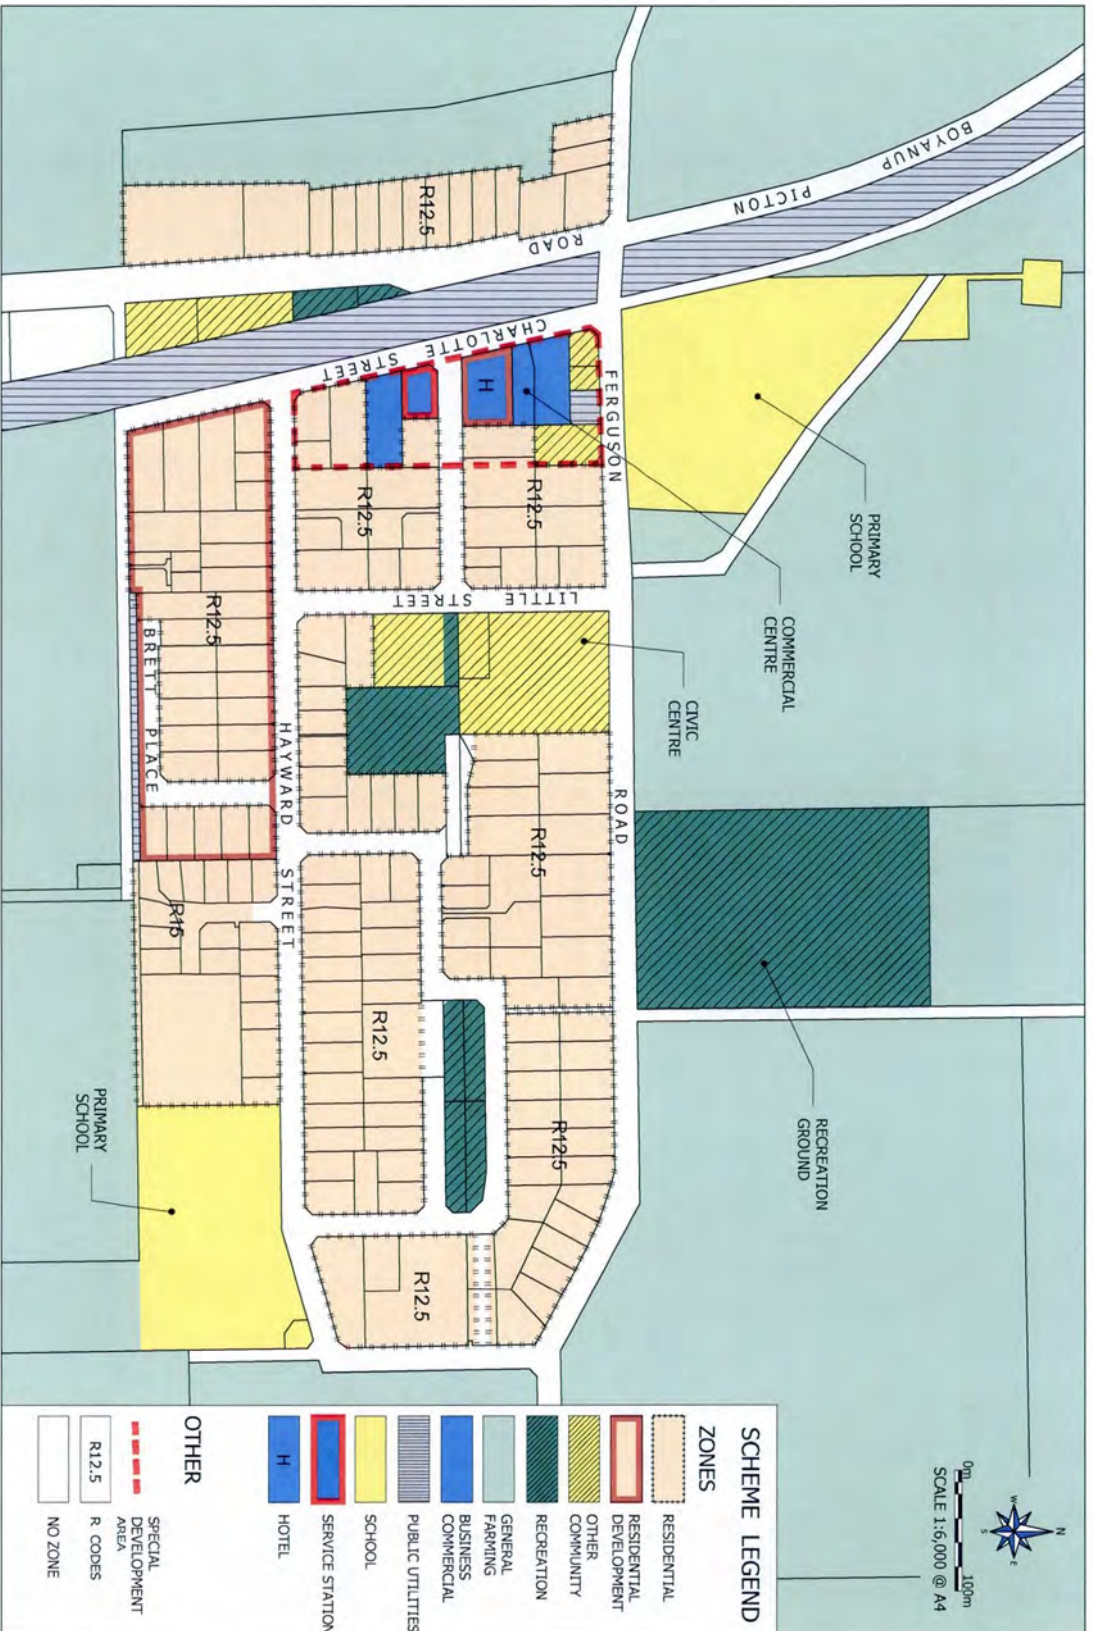 BOYANUP
PICTON
ROAD
R12.5
FERGUSON
ROAD
CHARLOTTE
STREET
H
R12.5
R12.5
LITTLE
STREET
R12.5
BRETT PLACE
HAYWARD
STREET
R12.5
R15
R12.5
R12.5
R12.5
PRIMARY
SCHOOL
COMMERCIAL
CENTRE
CIVIC
CENTRE
RECREATION
GROUND
PRIMARY
SCHOOL
N
W
E
S
0m
100m
SCALE 1:6,000 @ A4
SCHEME LEGEND
ZONES
RESIDENTIAL
RESIDENTIAL
DEVELOPMENT
OTHER
COMMUNITY
RECREATION
GENERAL
FARMING
BUSINESS
COMMERCIAL
PUBLIC UTILITIES
SCHOOL
SERVICE STATION
H
HOTEL
OTHER
SPECIAL
DEVELOPMENT
AREA
R12.5
R CODES
NO ZONE